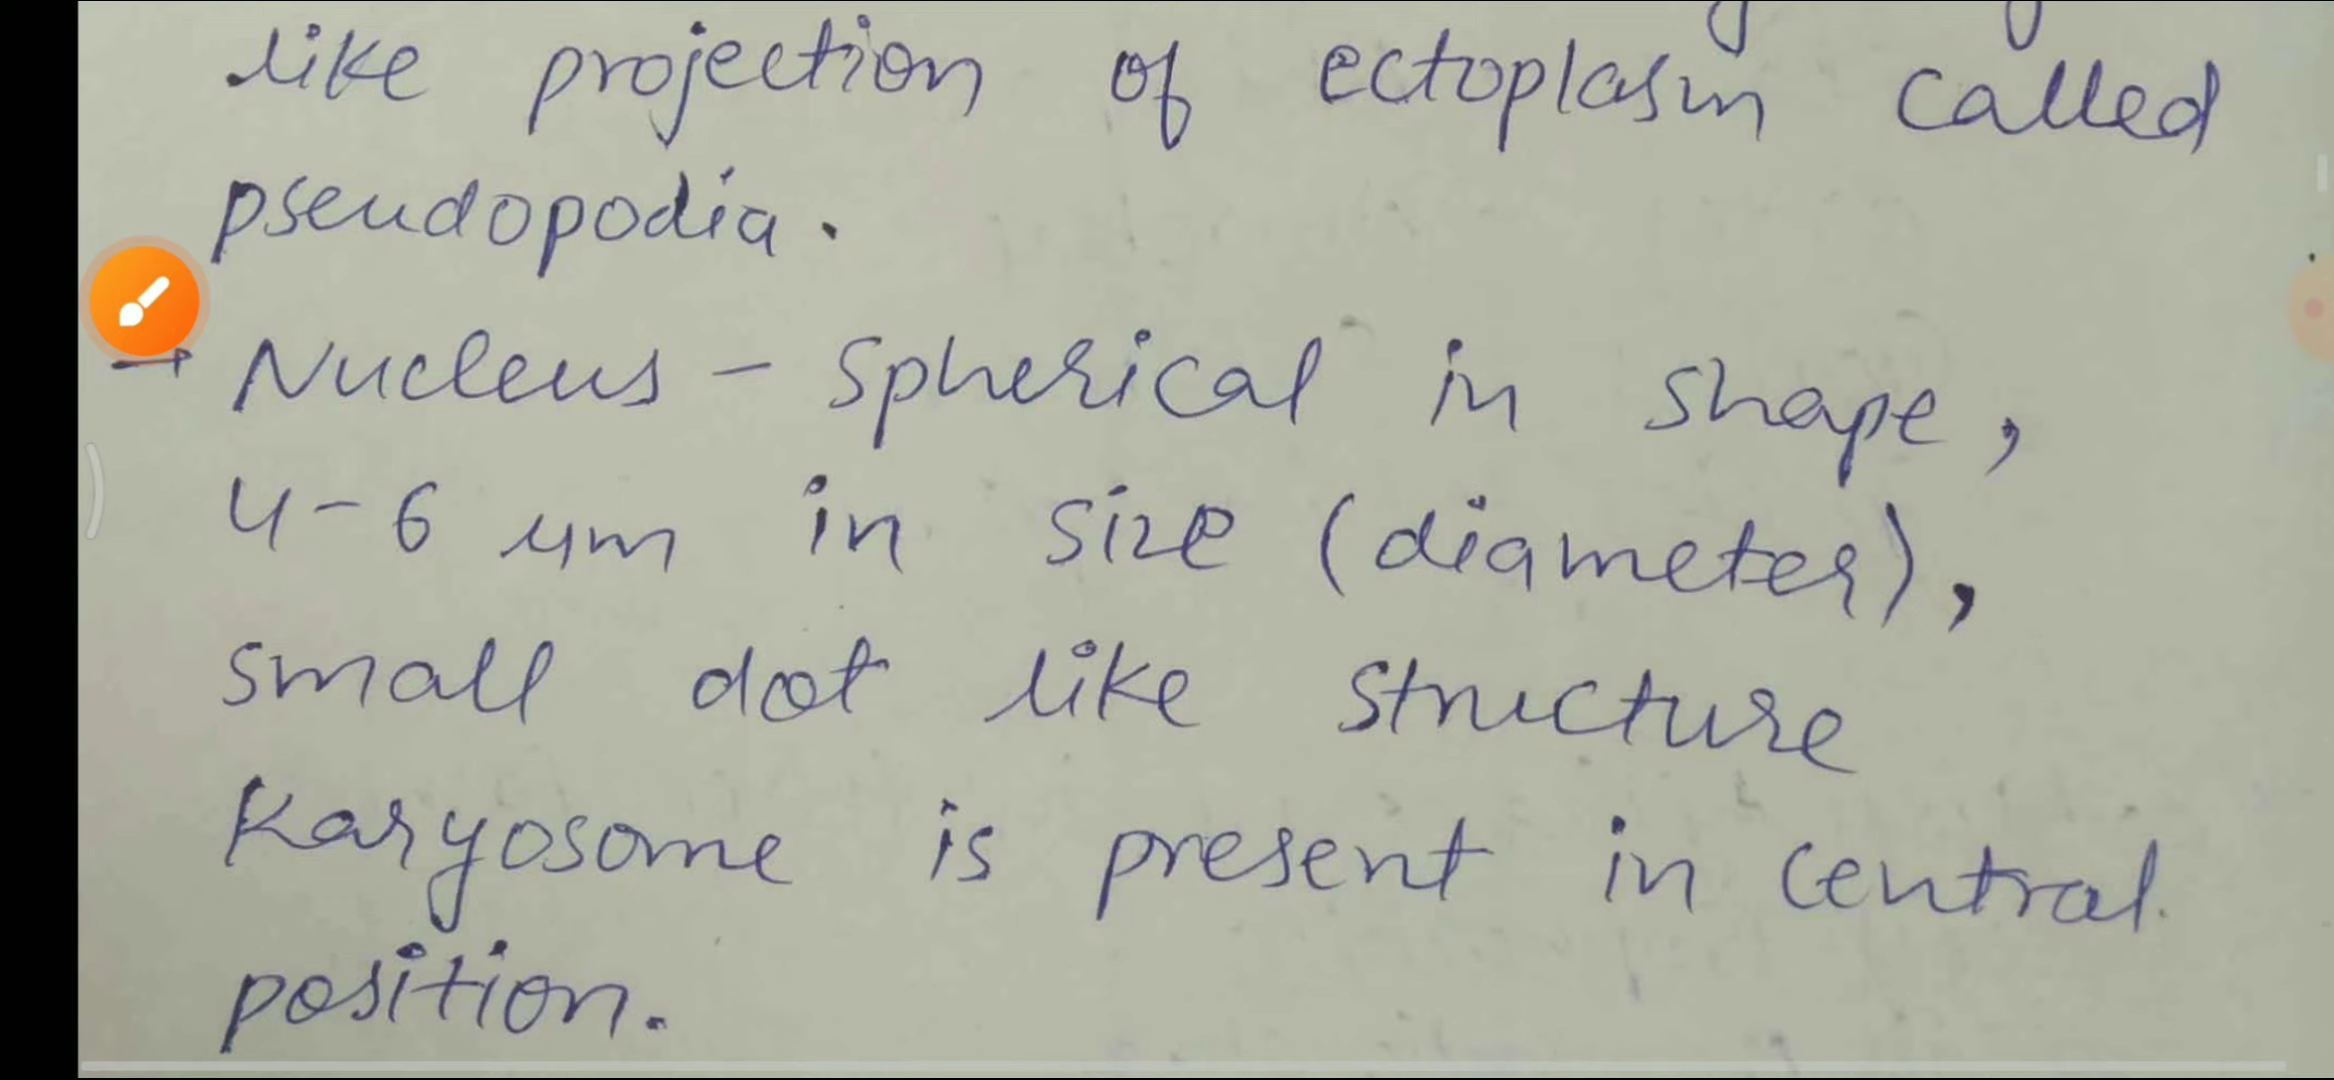 like projection of ectoplasm called
pseudopodia.
→ Nucleus - Spherical in shape,
4-6 um in size (diameter),
small dot like structure
Karyosome is present in central
position.